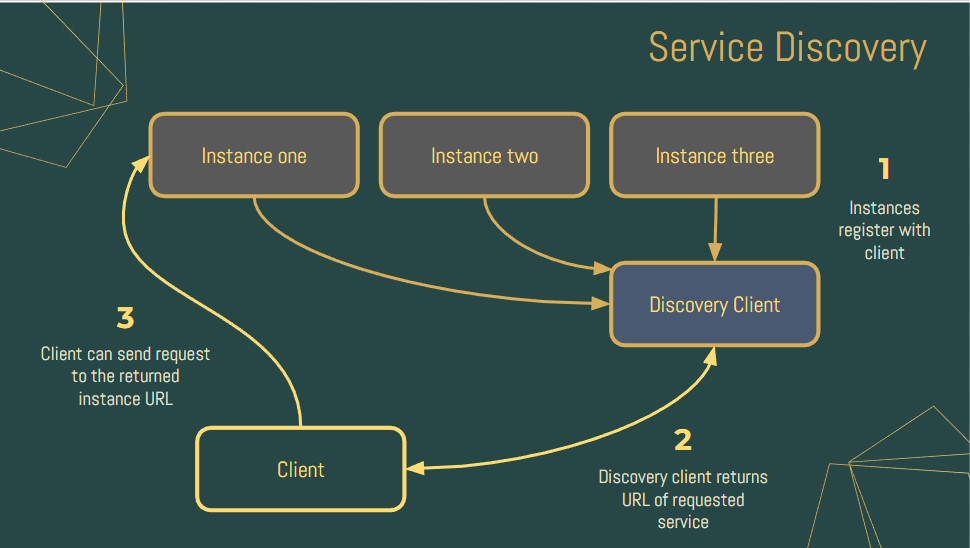 Service Discovery
Instance one
Instance two
Instance three
1
Instances
register with
client
Discovery Client
3
Client can send request
to the returned
instance URL
2
Discovery client returns
URL of requested
service
Client